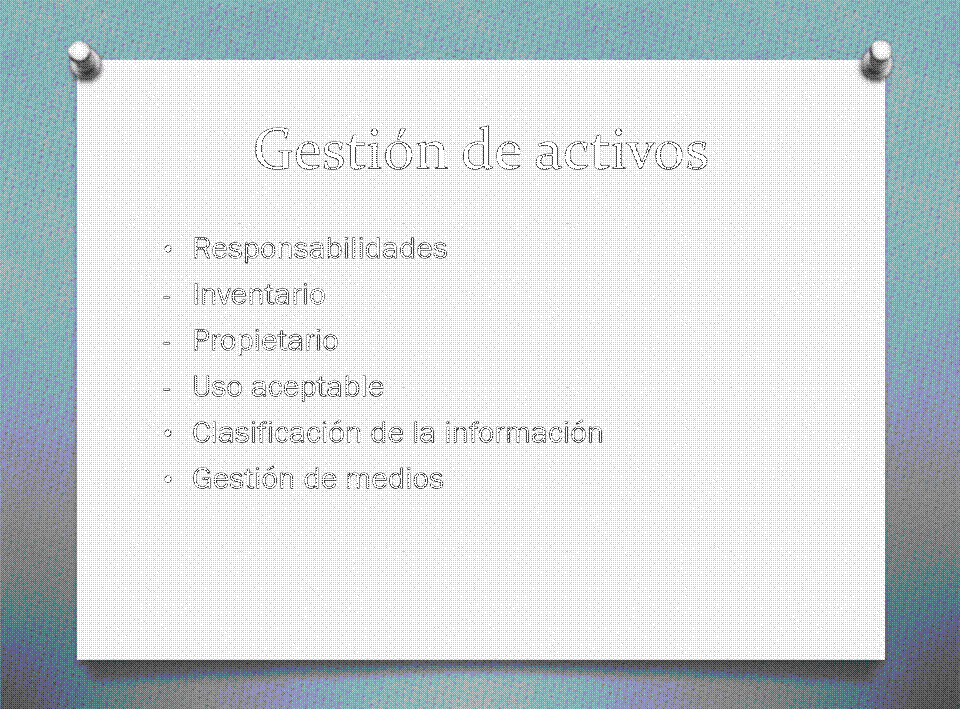 Gestión de activos
• Responsabilidades
- Inventario
- Propietario
- Uso aceptable
• Clasificación de la información
• Gestión de medios